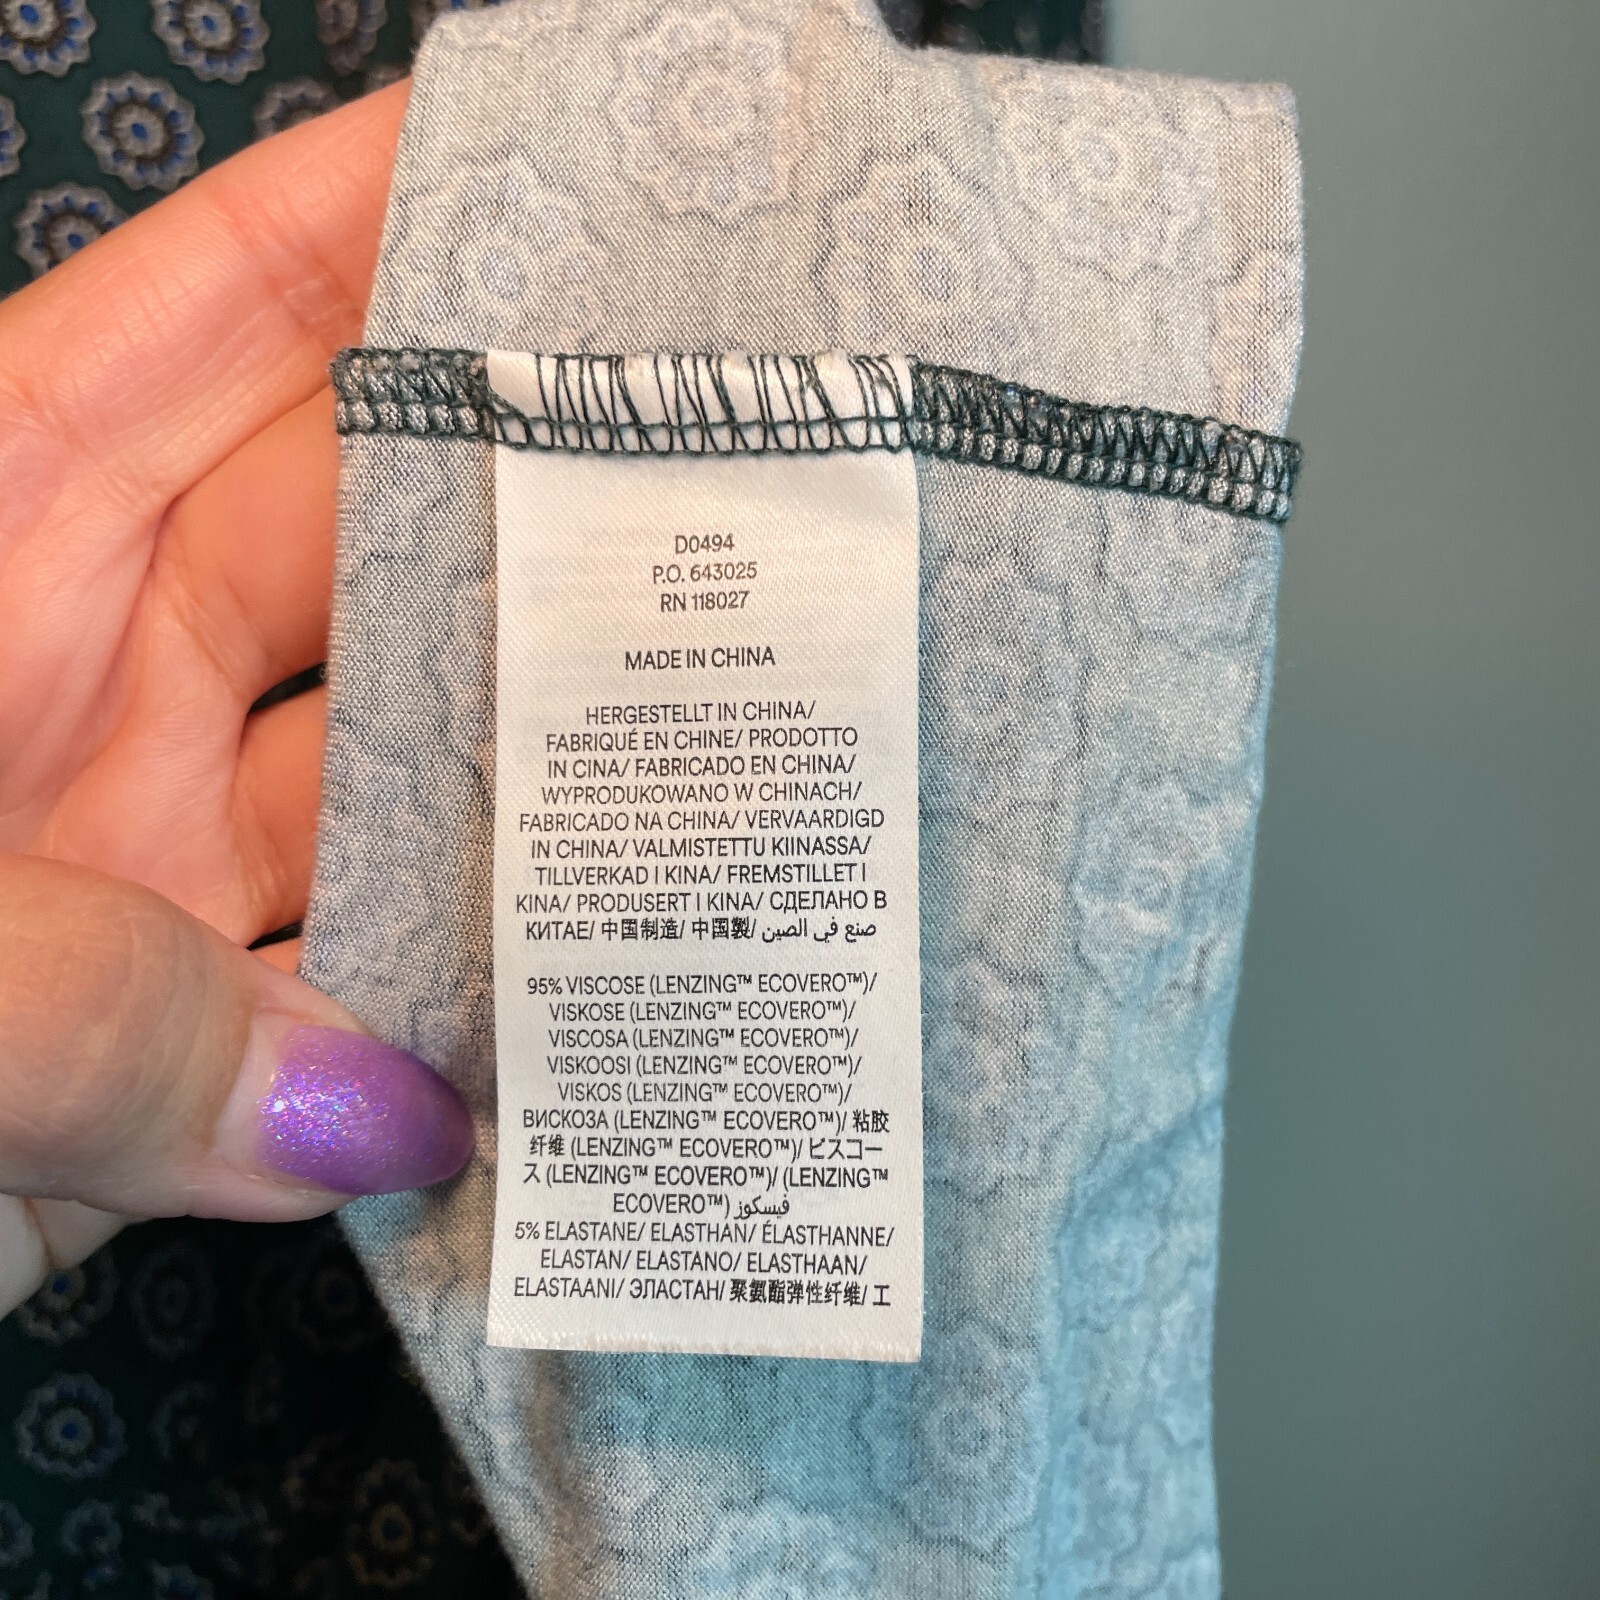 D0494
P.O. 643025
RN 118027
MADE IN CHINA
HERGESTELLT IN CHINA/
FABRIQUÉ EN CHINE/ PRODOTTO
IN CINA/ FABRICADO EN CHINA/
WYPRODUKOWANO W CHINACH/
FABRICADO NA CHINA/ VERVAARDIGD
IN CHINA/ VALMISTETTU KIINASSA/
TILLVERKAD I KINA/ FREMSTILLET I
KINA/ PRODUSERT I KINA/ СДЕЛАНО В
КИТАЕ/ 中国制造/ 中国製/ صنع في الصين
95% VISCOSE (LENZING™ ECOVERO™)/
VISKOSE (LENZING™ ECOVERO™)/
VISCOSA (LENZING™ ECOVERO™)/
VISKOOSI (LENZING™ ECOVERO™)/
VISKOS (LENZING™ ECOVERO™)/
ВИСКОЗА (LENZING™ ECOVERO™)/ 粘胶
纤维 (LENZING™ ECOVERO™)/ ビスコー
ス (LENZING™ ECOVERO™)/ (LENZING™
ECOVERO™) فيسكوز
5% ELASTANE/ ELASTHAN/ ÉLASTHANNE/
ELASTAN/ ELASTANO/ ELASTHAAN/
ELASTAANI/ ЭЛАСТАН/ 聚氨酯弹性纤维/ エ